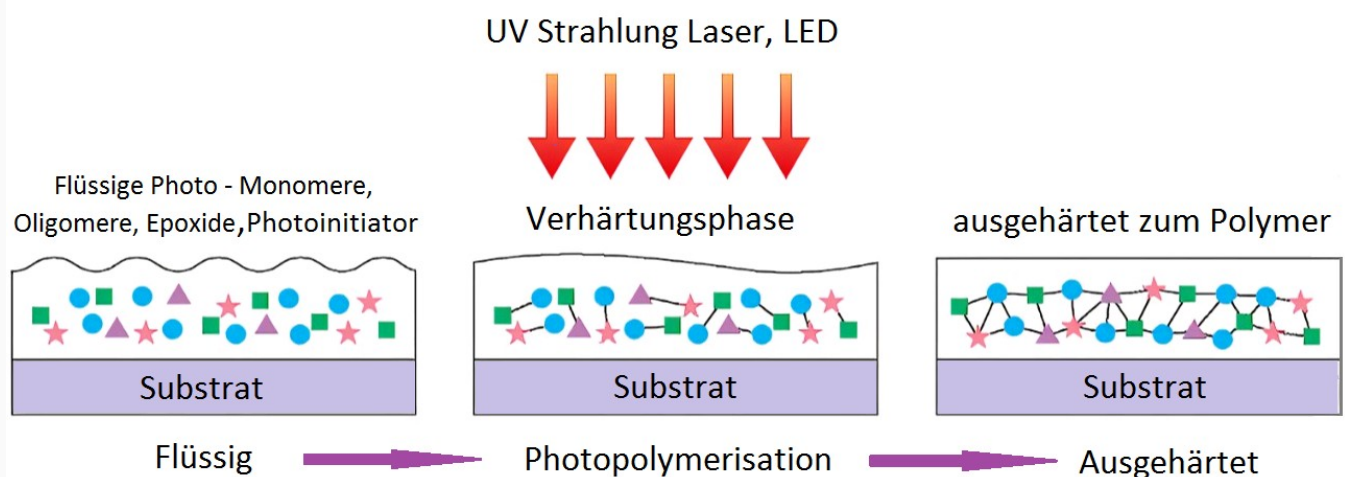 UV Strahlung Laser, LED
Flüssige Photo - Monomere,
Oligomere, Epoxide,Photoinitiator
Verhärtungsphase
ausgehärtet zum Polymer
Substrat
Substrat
Substrat
Flüssig
Photopolymerisation
Ausgehärtet